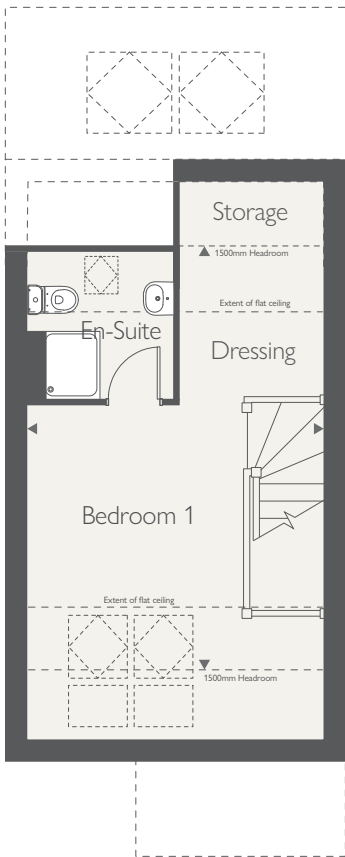 Storage
1500mm Headroom
Extent of flat ceiling
En-Suite
Dressing
Bedroom 1
Extent of flat ceiling
1500mm Headroom